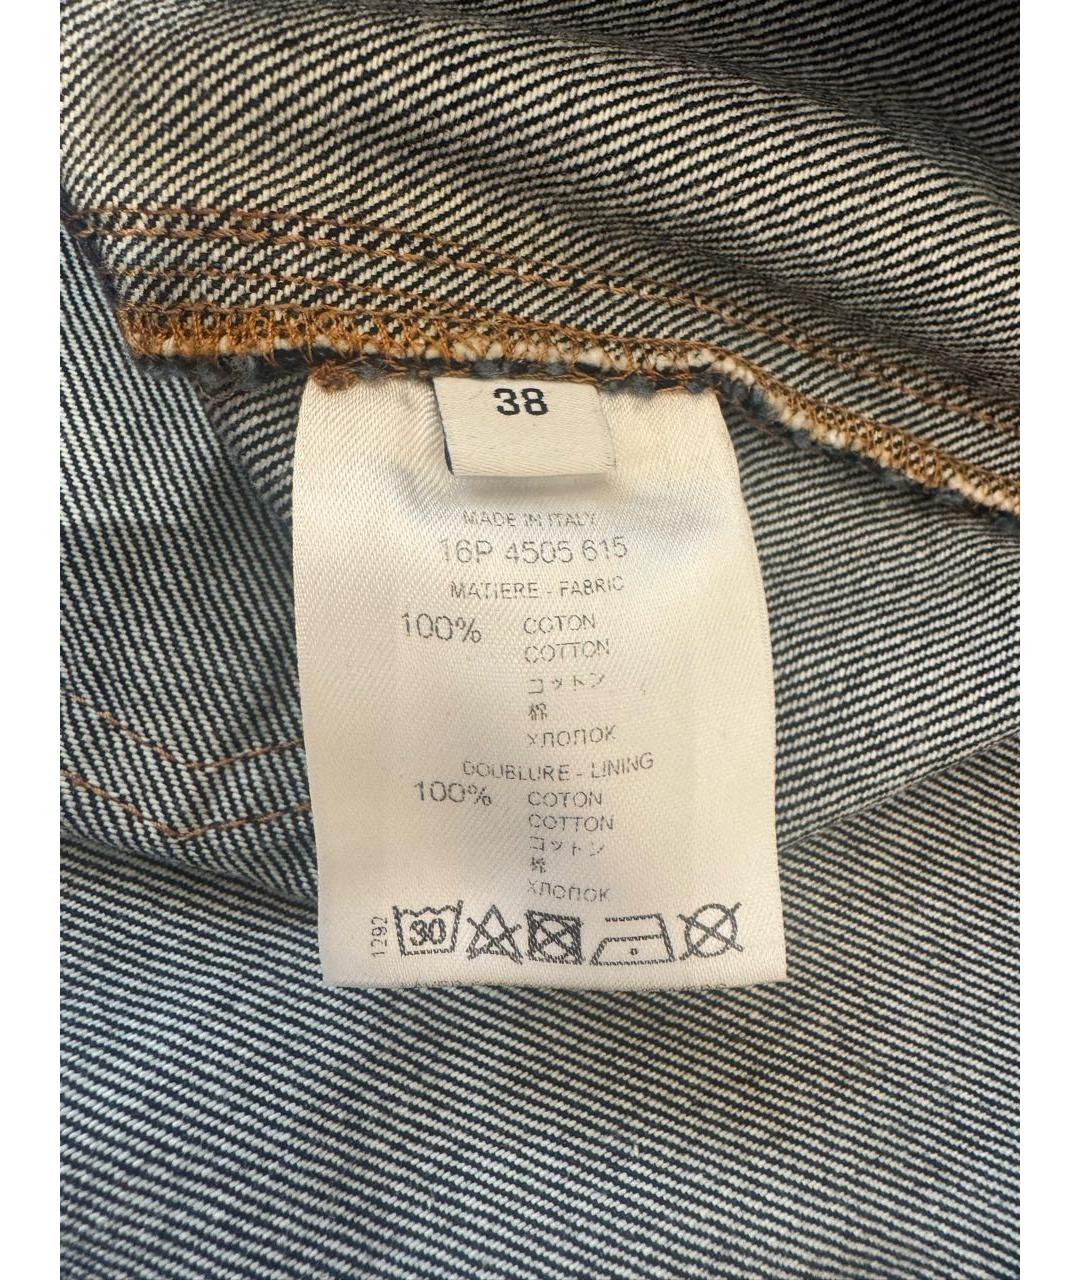 38
MADE IN ITALY
16P 4505 615
MATIERE - FABRIC
100% COTON
COTTON
コットン
棉
ХЛОПОК
DOUBLURE - LINING
100% COTON
COTTON
コットン
棉
ХЛОПОК
1292
30